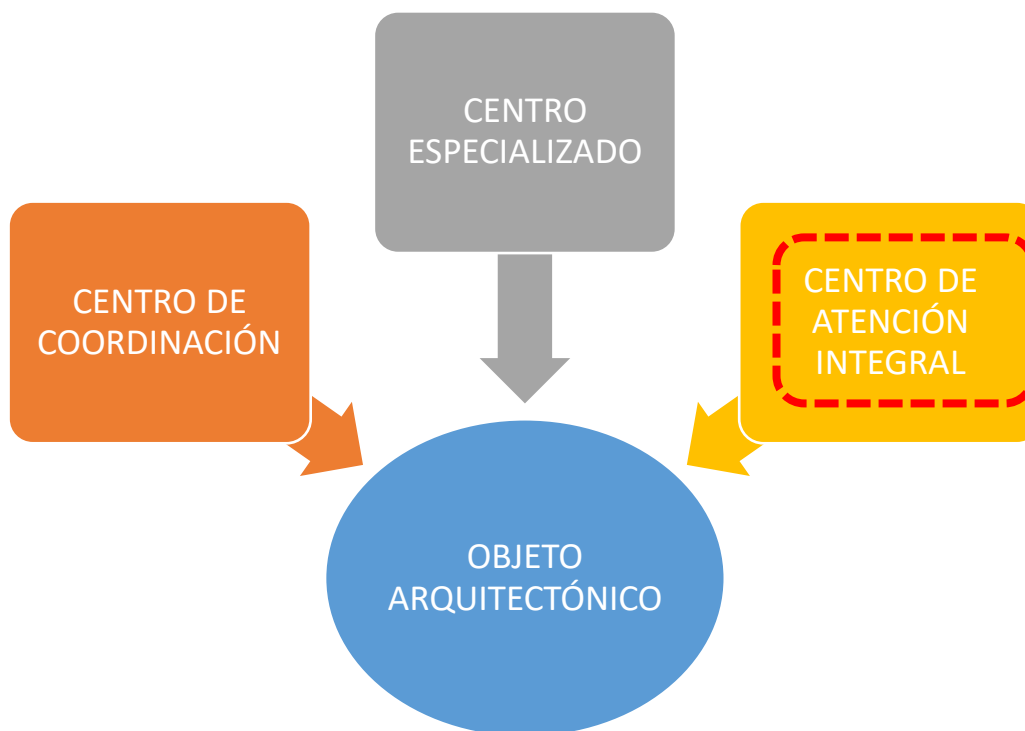 CENTRO
ESPECIALIZADO
CENTRO DE
COORDINACIÓN
CENTRO DE
ATENCIÓN
INTEGRAL
OBJETO
ARQUITECTÓNICO